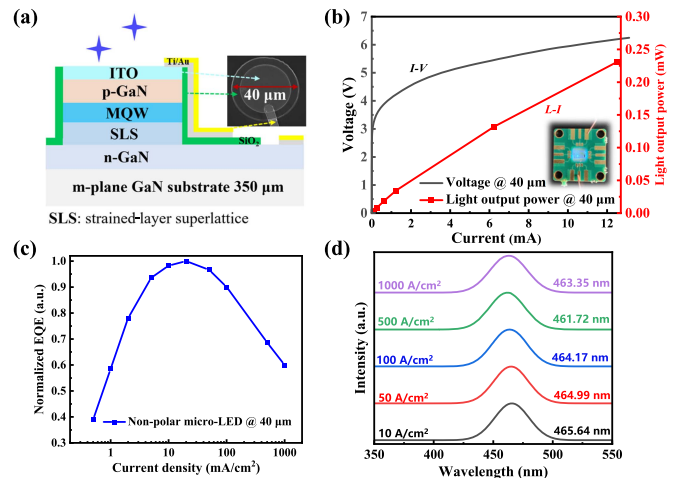 (a)
Ti/Au
ITO
p-GaN
MQW
SLS
n-GaN
m-plane GaN substrate 350 μm
40 μm
SiO₂
SLS: strained-layer superlattice
(b)
Voltage (V)
7
6
5
4
3
2
1
0
I-V
L-I
Voltage @ 40 μm
Light output power @ 40 μm
0 2 4 6 8 10 12
Current (mA)
0.30
0.25
0.20
0.15
0.10
0.05
0.00
Light output power (mW)
(c)
Normalized EQE (a.u.)
1.0
0.9
0.8
0.7
0.6
0.5
0.4
0.3
Non-polar micro-LED @ 40 μm
1 10 100 1000
Current density (mA/cm²)
(d)
Intensity (a.u.)
1000 A/cm² 463.35 nm
500 A/cm² 461.72 nm
100 A/cm² 464.17 nm
50 A/cm² 464.99 nm
10 A/cm² 465.64 nm
350 400 450 500 550
Wavelength (nm)